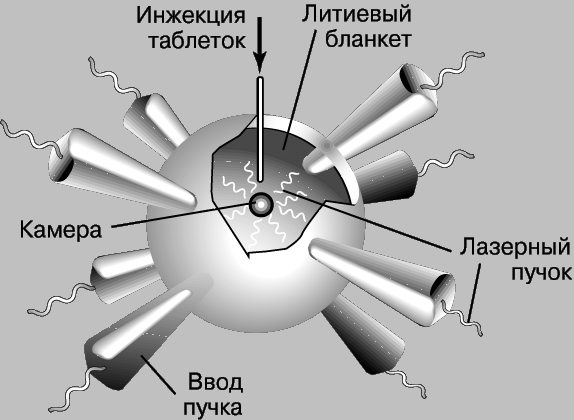 Инжекция
таблеток
Литиевый
бланкет
Камера
Лазерный
пучок
Ввод
пучка